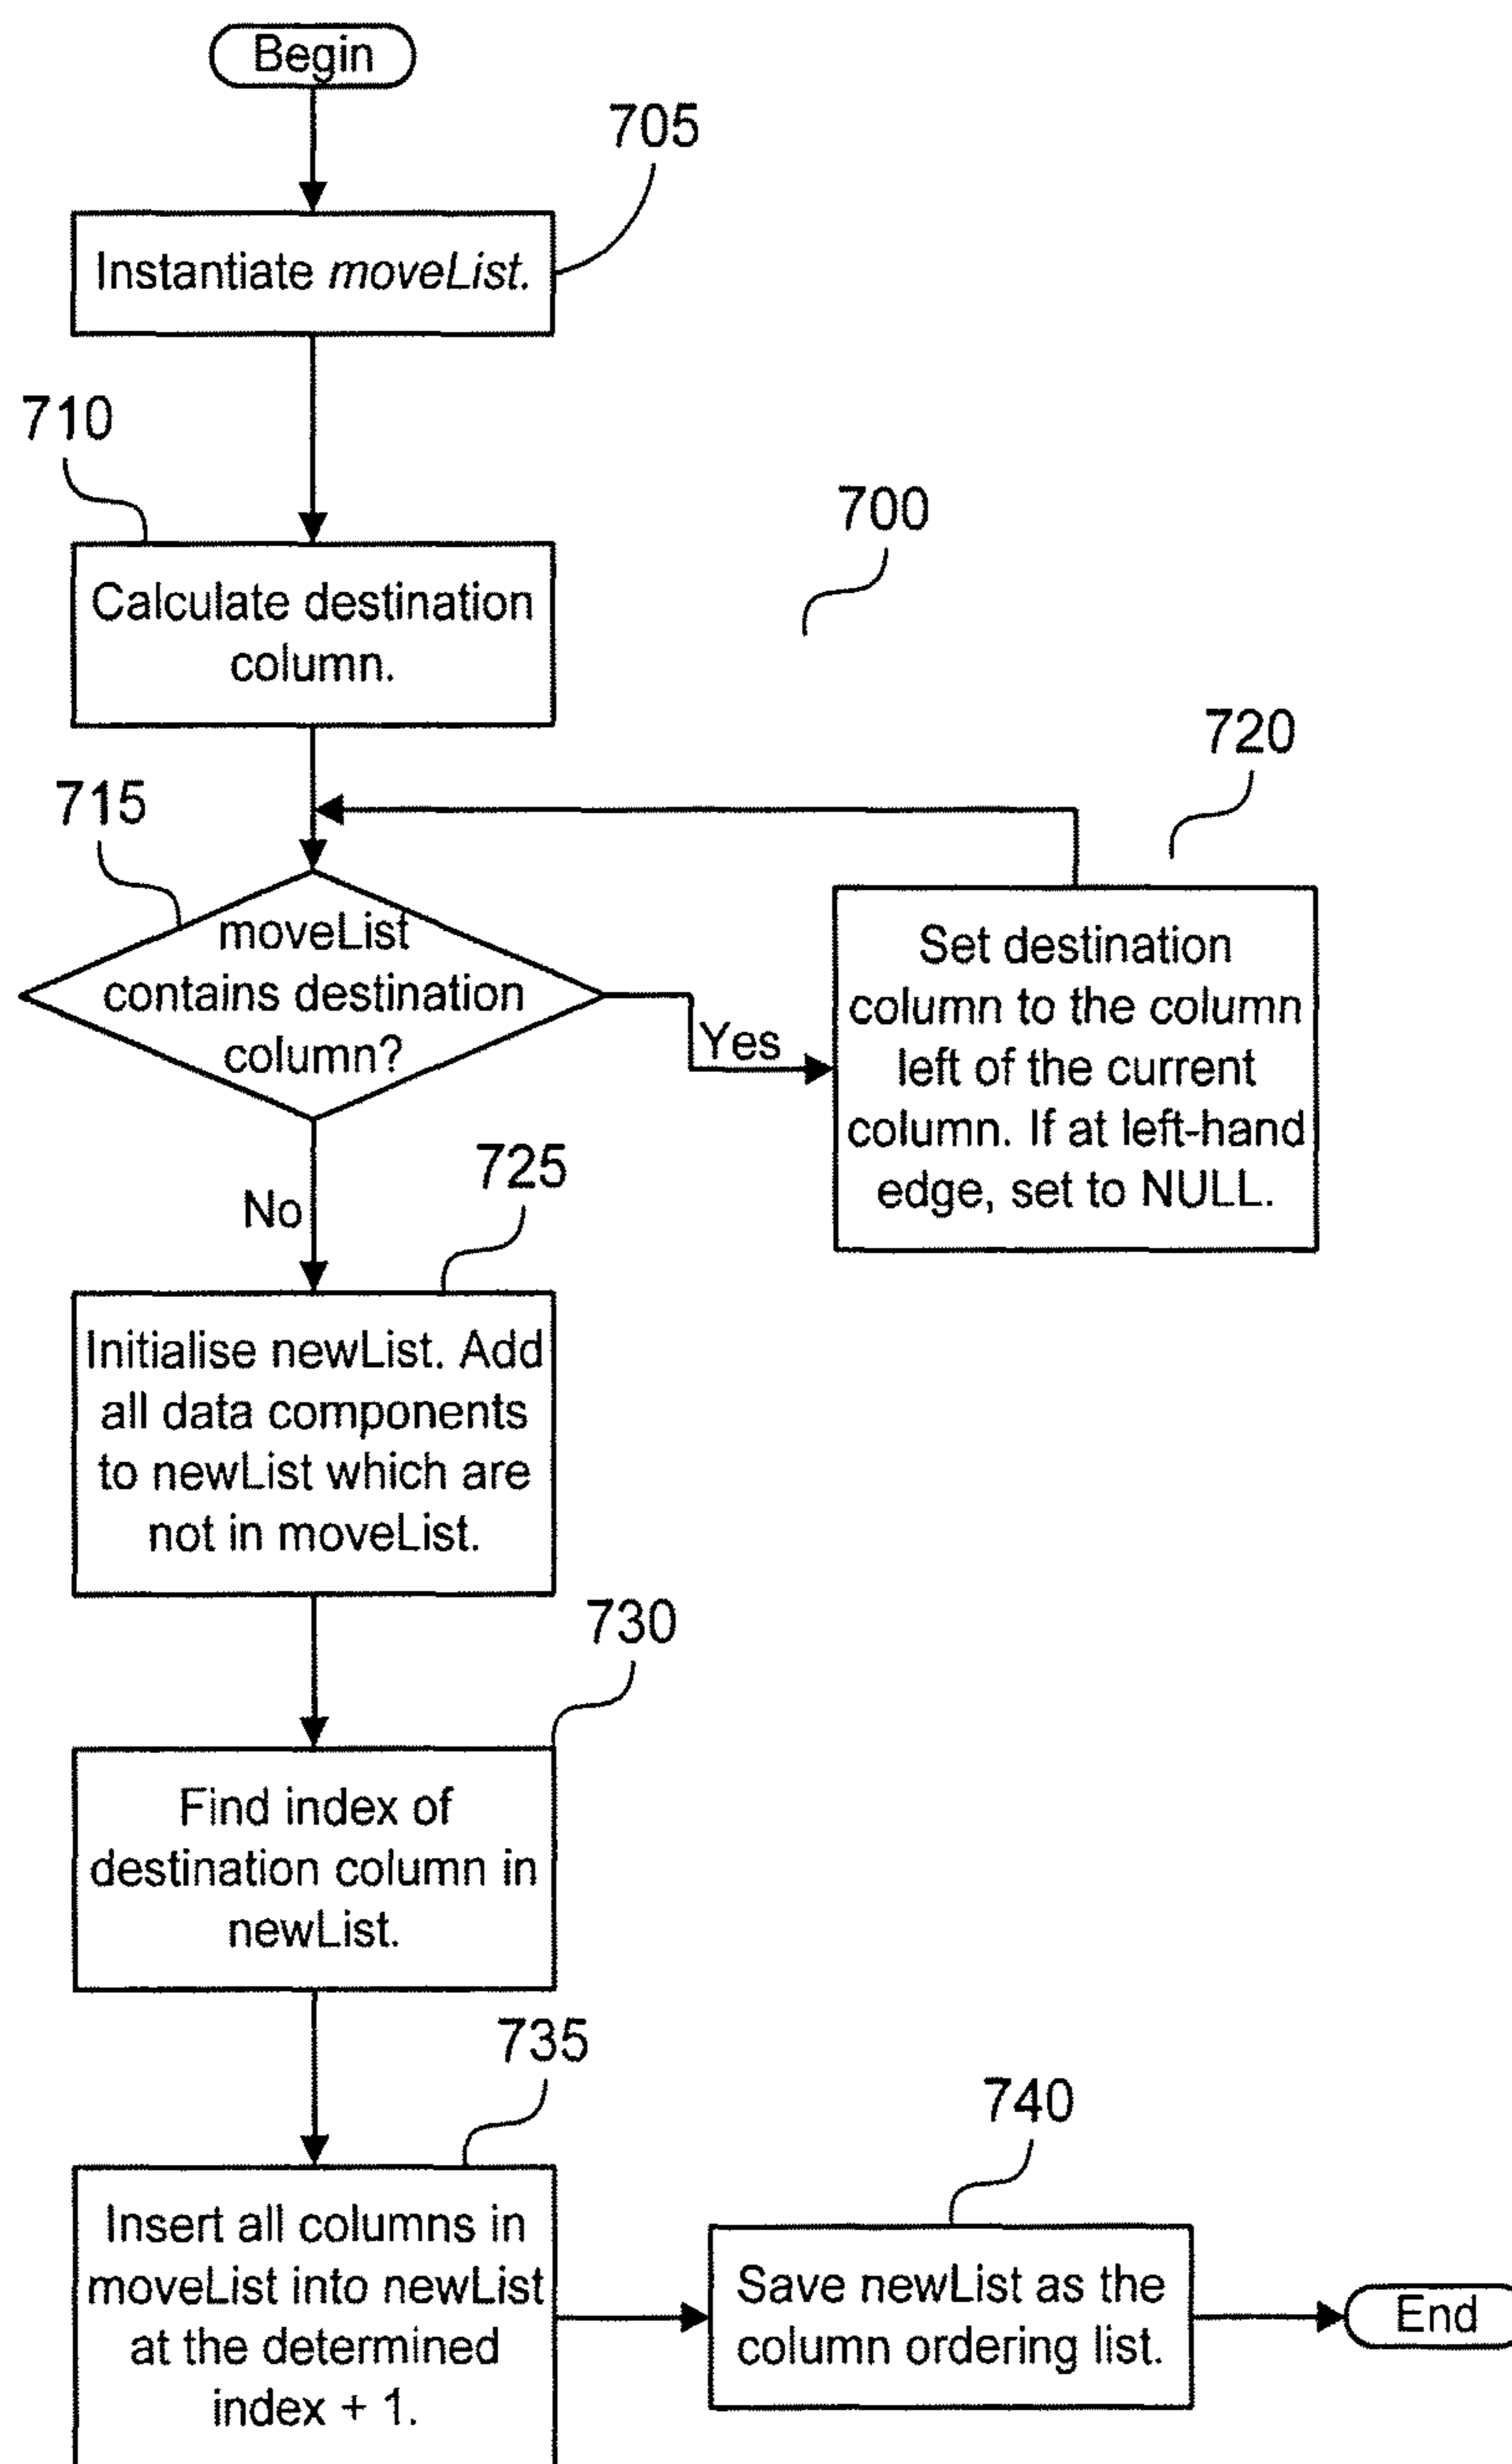 Begin
705
Instantiate moveList.
710
700
Calculate destination
column.
720
715
moveList
contains destination
column?
Yes
Set destination
column to the column
left of the current
column. If at left-hand
edge, set to NULL.
725
No
Initialise newList. Add
all data components
to newList which are
not in moveList.
730
Find index of
destination column in
newList.
735
740
Insert all columns in
moveList into newList
at the determined
index + 1.
Save newList as the
column ordering list.
End